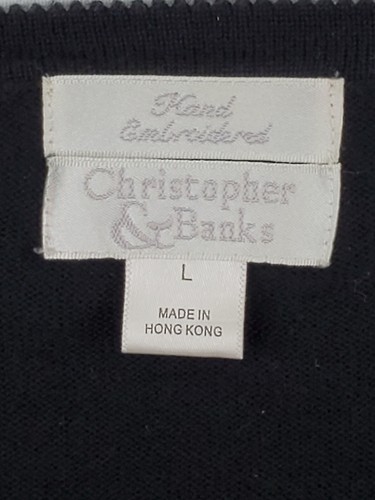 Hand
Embroidered
Christopher
& Banks
L
MADE IN
HONG KONG